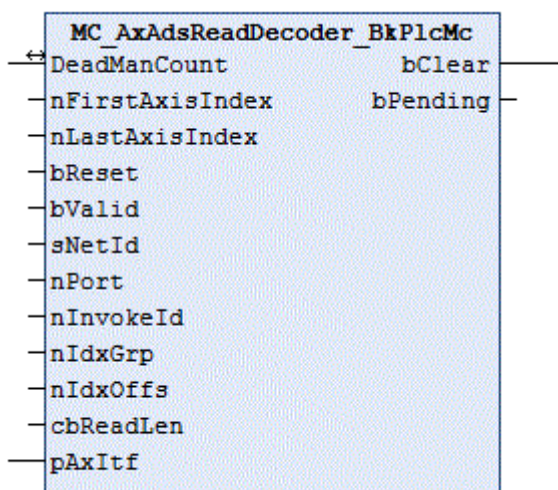 MC_AxAdsReadDecoder_BkPlcMc
DeadManCount bClear
nFirstAxisIndex bPending
nLastAxisIndex
bReset
bValid
sNetId
nPort
nInvokeId
nIdxGrp
nIdxOffs
cbReadLen
pAxItf